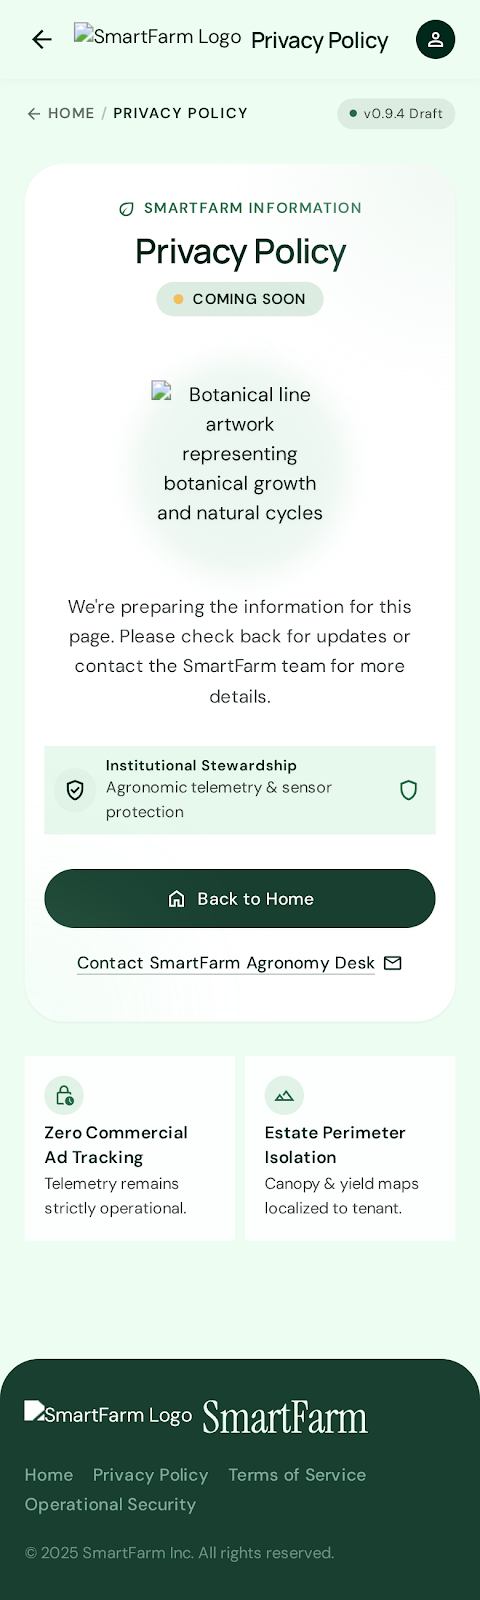 SmartFarm Logo Privacy Policy
HOME / PRIVACY POLICY v0.9.4 Draft
SMARTFARM INFORMATION
Privacy Policy
COMING SOON
Botanical line
artwork
representing
botanical growth
and natural cycles
We're preparing the information for this
page. Please check back for updates or
contact the SmartFarm team for more
details.
Institutional Stewardship
Agronomic telemetry & sensor
protection
Back to Home
Contact SmartFarm Agronomy Desk
Zero Commercial
Ad Tracking
Telemetry remains
strictly operational.
Estate Perimeter
Isolation
Canopy & yield maps
localized to tenant.
SmartFarm Logo SmartFarm
Home Privacy Policy Terms of Service
Operational Security
© 2025 SmartFarm Inc. All rights reserved.